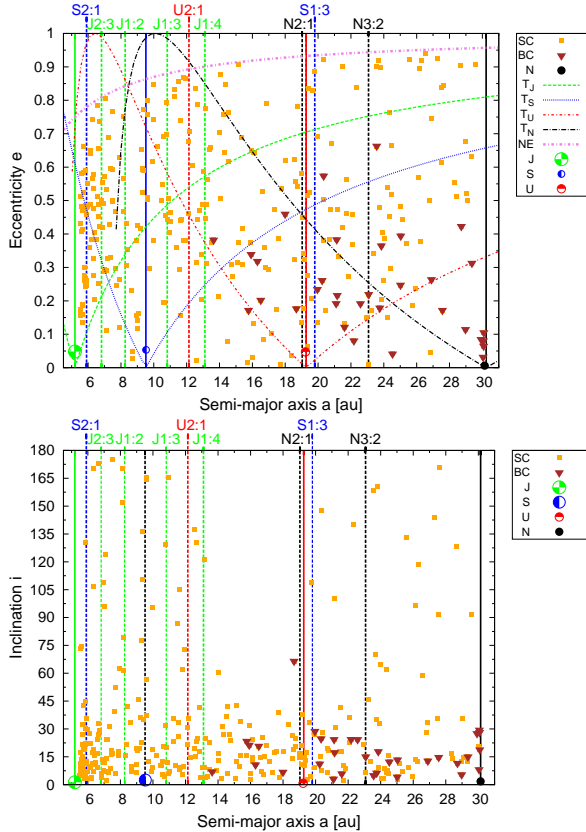 S2:1 U2:1 N2:1 S1:3
J2:3 J1:2 J1:3 J1:4 N3:2
1
0.9
0.8
0.7
0.6
0.5
0.4
0.3
0.2
0.1
0
Eccentricity e
6 8 10 12 14 16 18 20 22 24 26 28 30
Semi-major axis a [au]
SC
BC
N
T_J
T_S
T_U
T_N
NE
J
S
U
S2:1 U2:1 S1:3
J2:3 J1:2 J1:3 J1:4 N2:1 N3:2
180
165
150
135
120
105
90
75
60
45
30
15
0
Inclination i
6 8 10 12 14 16 18 20 22 24 26 28 30
Semi-major axis a [au]
SC
BC
J
S
U
N